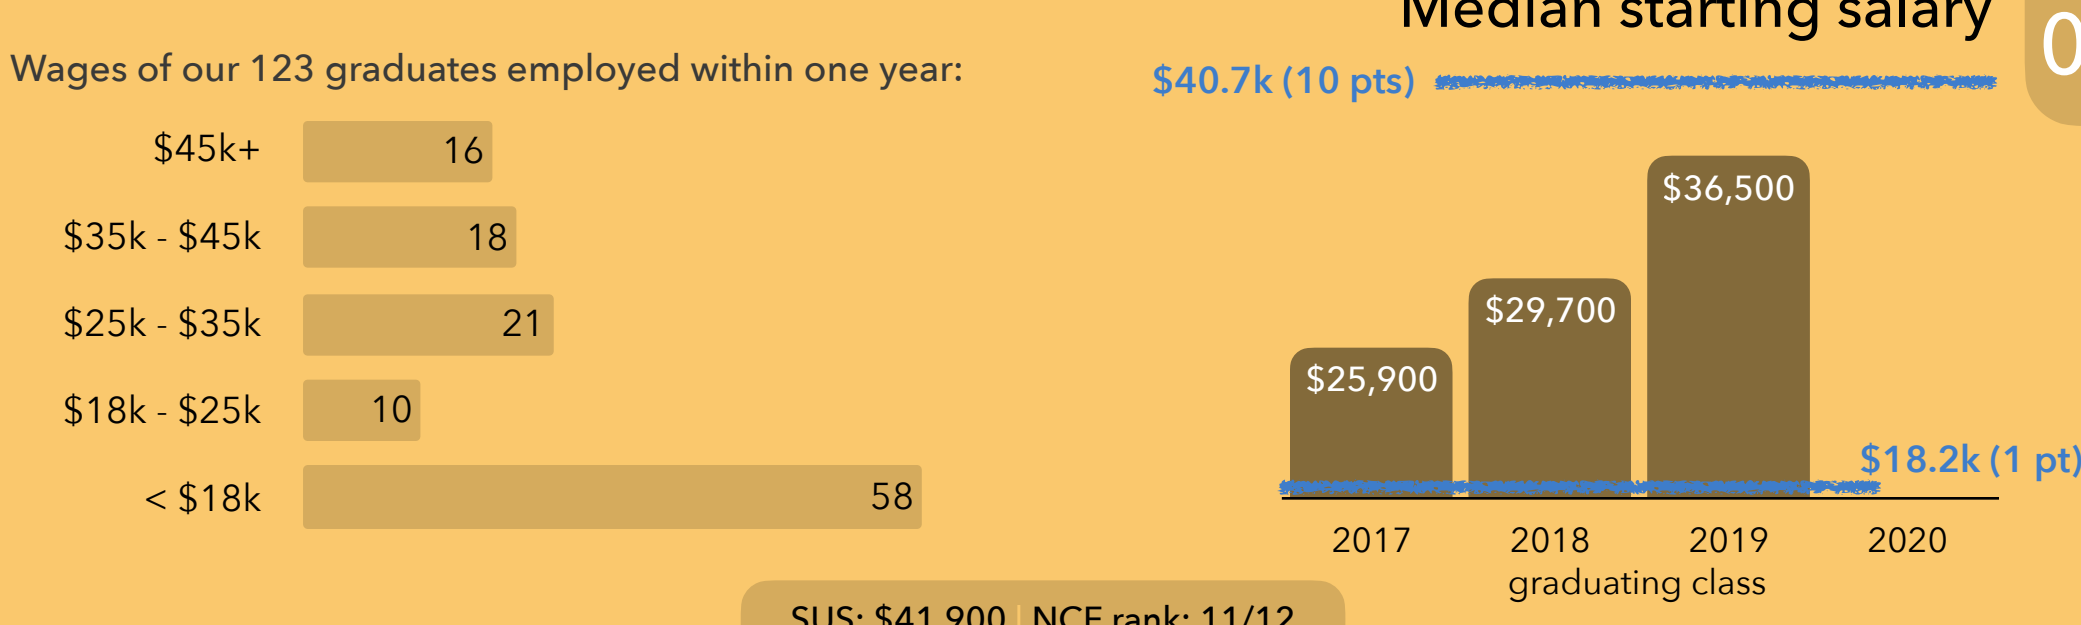 Median starting salary
0
Wages of our 123 graduates employed within one year:
$45k+ 16
$35k - $45k 18
$25k - $35k 21
$18k - $25k 10
< $18k 58
$40.7k (10 pts)
$36,500
$29,700
$25,900
$18.2k (1 pt)
2017 2018 2019 2020
graduating class
SUS: $41,900 | NCF rank: 11/12